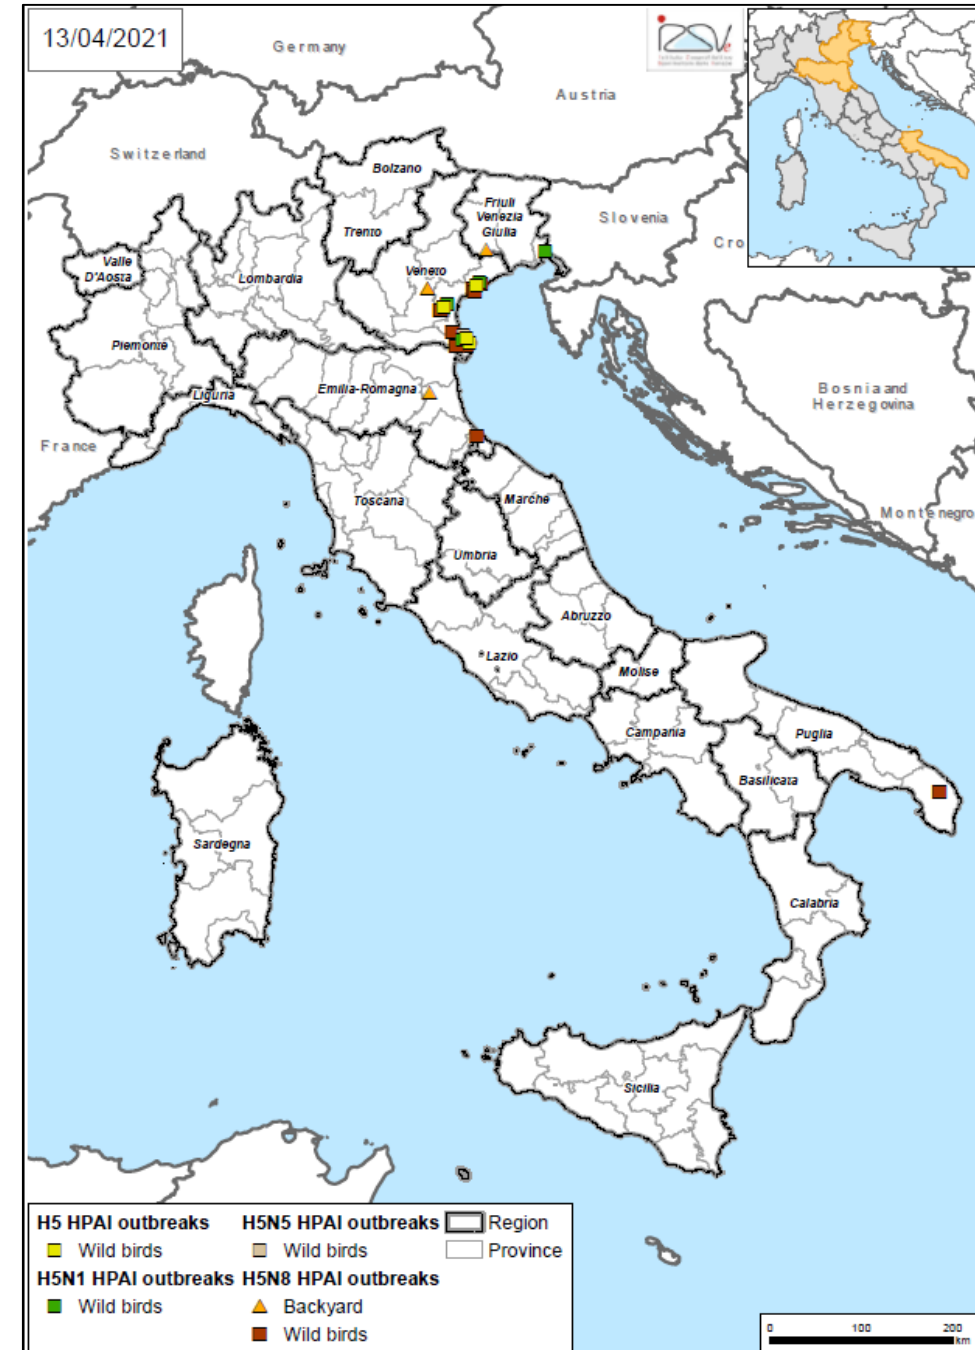 13/04/2021
Germany
Austria
Switzerland
Bolzano
Friuli
Venezia
Giulia
Slovenia
Cro
Trento
Valle
D'Aosta
Lombardia
Veneto
Piemonte
Emilia-Romagna
Liguria
Bosnia and
Herzegovina
France
Toscana
Marche
Montenegro
Umbria
Abruzzo
Lazio
Molise
Campania
Puglia
Basilicata
Sardegna
Calabria
Sicilia
H5 HPAI outbreaks
Wild birds
H5N1 HPAI outbreaks
Wild birds
H5N5 HPAI outbreaks
Wild birds
H5N8 HPAI outbreaks
Backyard
Wild birds
Region
Province
0 100 200
km